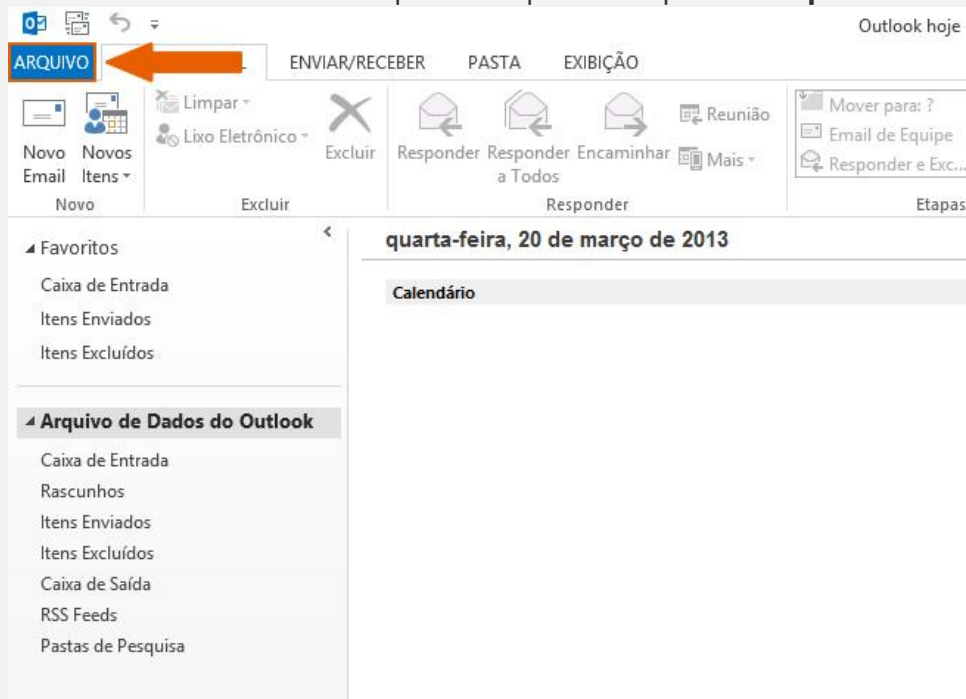 Outlook hoje
ARQUIVO ENVIAR/RECEBER PASTA EXIBIÇÃO
Limpar
Lixo Eletrônico
Novo Email
Novos Itens
Excluir
Responder
Responder a Todos
Encaminhar
Reunião
Mais
Mover para: ?
Email de Equipe
Responder e Exc...
Novo Excluir Responder Etapas
Favoritos
Caixa de Entrada
Itens Enviados
Itens Excluídos
Arquivo de Dados do Outlook
Caixa de Entrada
Rascunhos
Itens Enviados
Itens Excluídos
Caixa de Saída
RSS Feeds
Pastas de Pesquisa
quarta-feira, 20 de março de 2013
Calendário